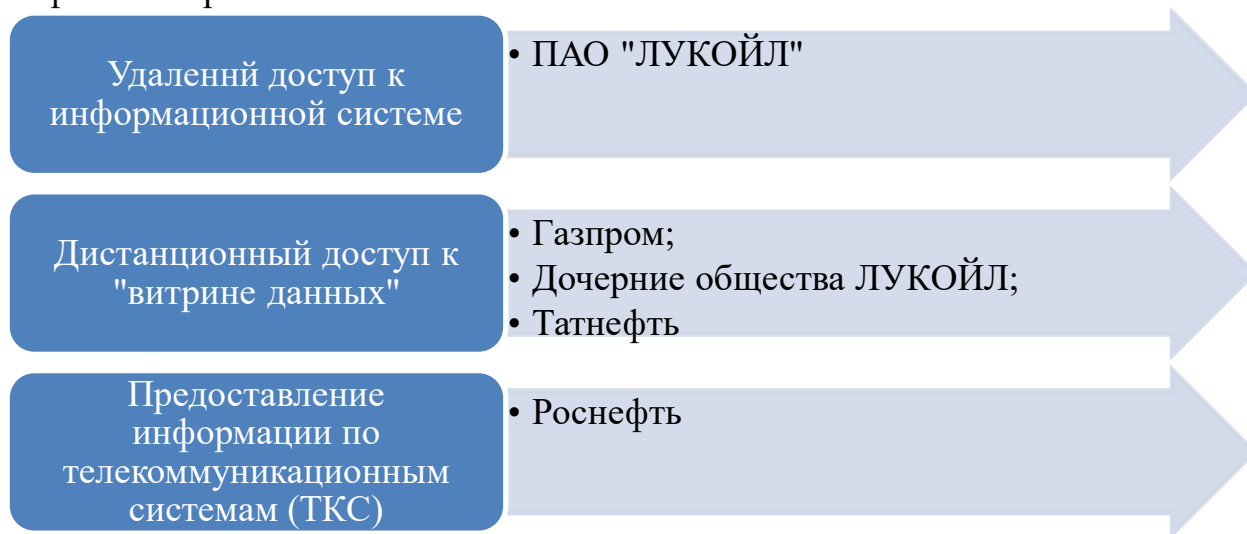 Удаленнй доступ к
информационной системе
• ПАО "ЛУКОЙЛ"
Дистанционный доступ к
"витрине данных"
• Газпром;
• Дочерние общества ЛУКОЙЛ;
• Татнефть
Предоставление
информации по
телекоммуникационным
системам (ТКС)
• Роснефть